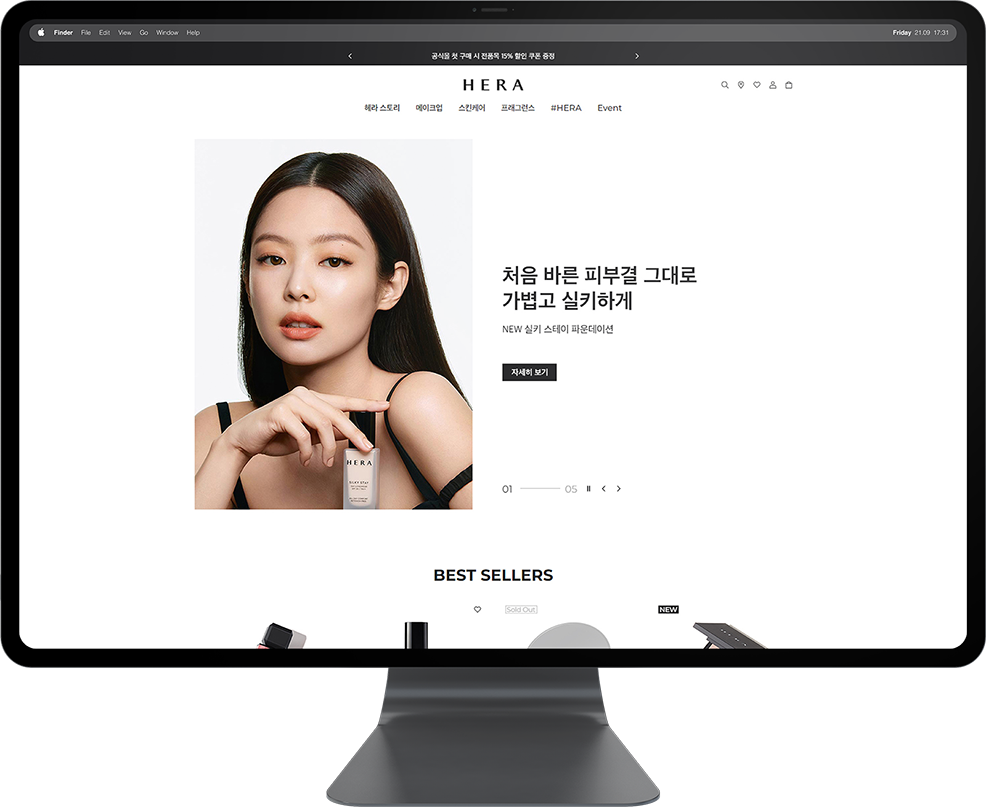 Finder File Edit View Go Window Help
Friday 21.09 17:31
공식몰 첫 구매 시 전품목 15% 할인 쿠폰 증정
HERA
헤라 스토리 메이크업 스킨케어 프래그런스 #HERA Event
처음 바른 피부결 그대로
가볍고 실키하게
NEW 실키 스테이 파운데이션
자세히 보기
HERA
SILKY STAY
01 05
BEST SELLERS
Sold Out
NEW